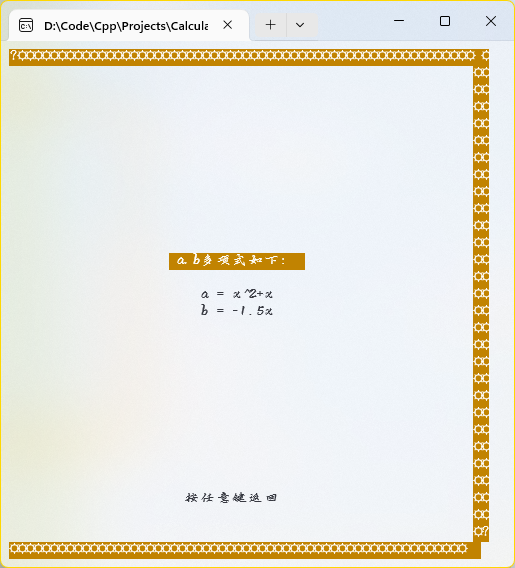 D:\Code\Cpp\Projects\Calcula
a.b多项式如下:
a = x^2+x
b = -1.5x
按任意键返回